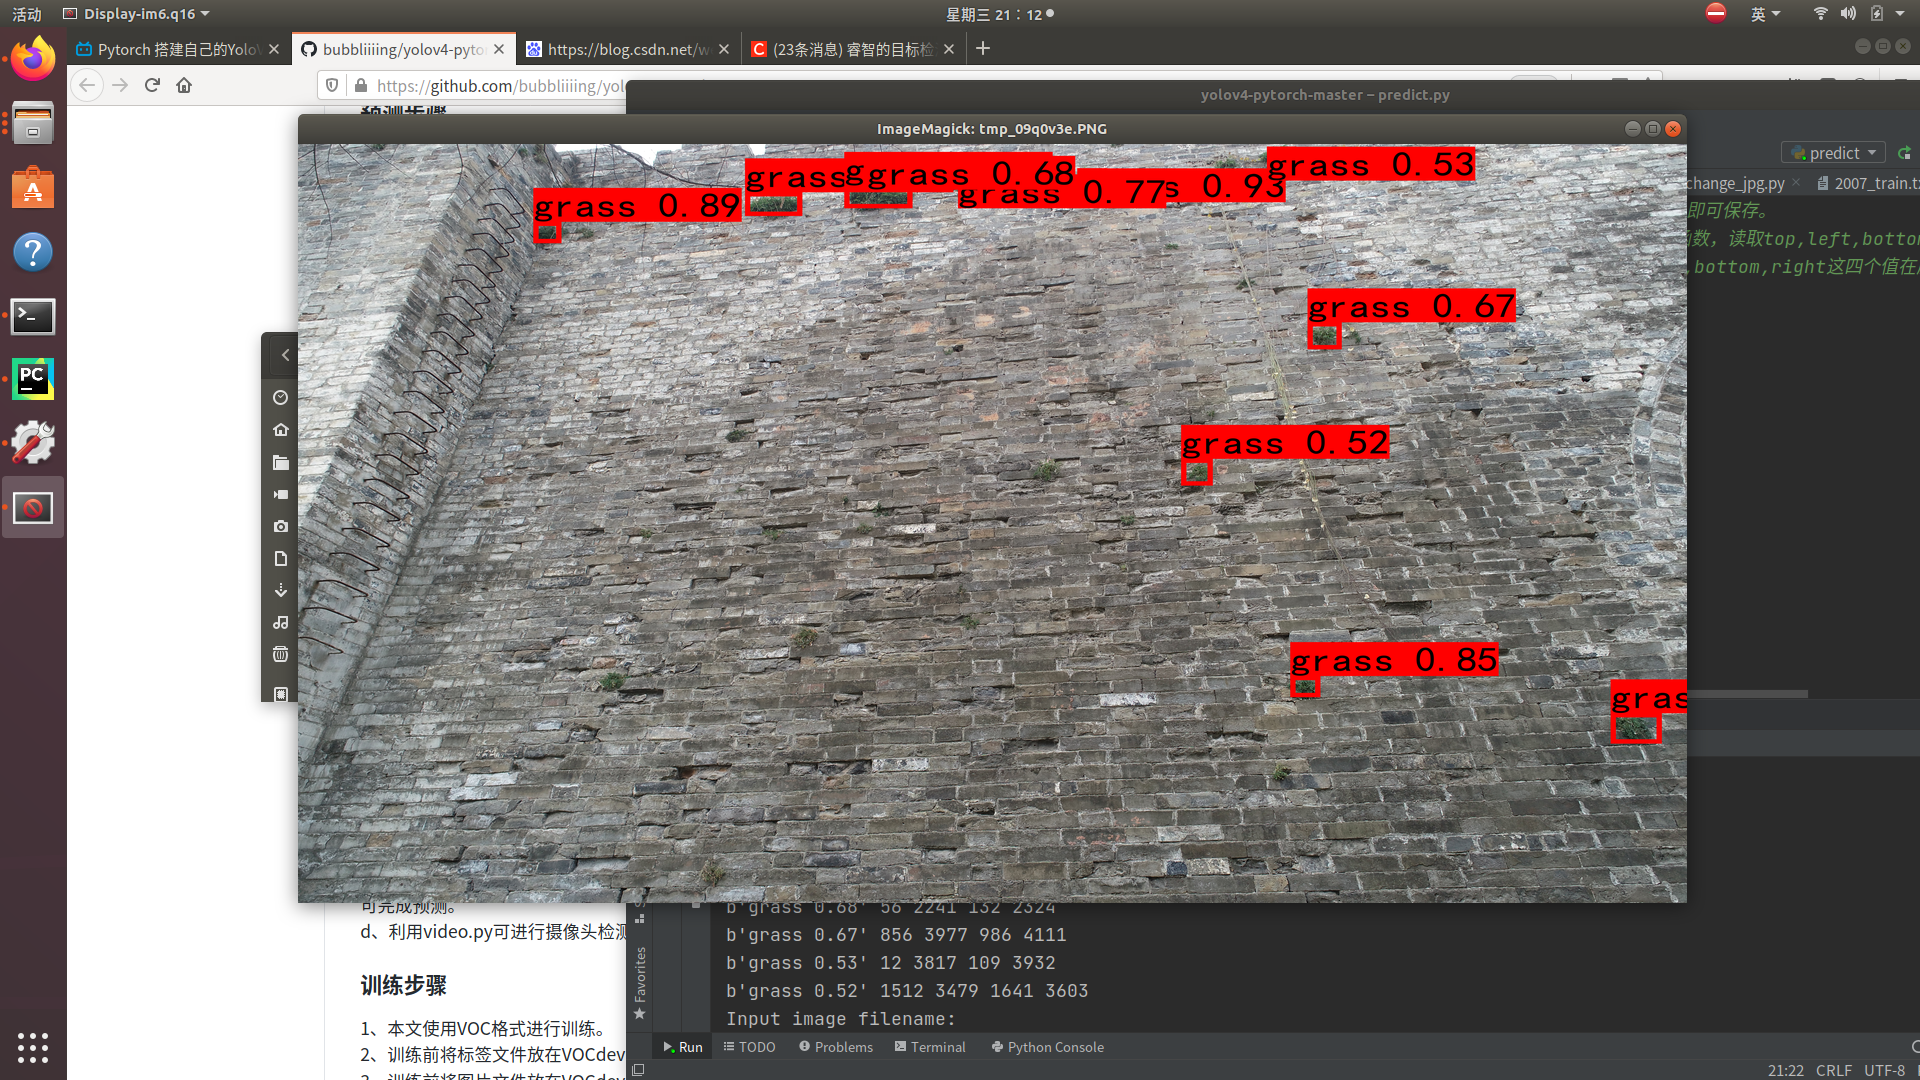 活动
Display-im6.q16
星期三 21：12
英
Pytorch 搭建自己的YoloV
bubbliiiing/yolov4-pyto
https://blog.csdn.net/w
(23条消息) 睿智的目标检
https://github.com/bubbliiiing/yol
yolov4-pytorch-master – predict.py
预测步骤
ImageMagick: tmp_09q0v3e.PNG
predict
change_jpg.py
2007_train.tx
即可保存。
函数，读取top,left,bottom
,bottom,right这四个值在
grass 0.53
grass
grass 0.68
grass 0.77
s 0.93
grass 0.89
grass 0.67
grass 0.52
grass 0.85
gras
PC
可完成预测。
d、利用video.py可进行摄像头检测
训练步骤
1、本文使用VOC格式进行训练。
2、训练前将标签文件放在VOCdev
3、训练前将图片文件放在VOCdev
b'grass 0.68' 56 2241 132 2324
b'grass 0.67' 856 3977 986 4111
b'grass 0.53' 12 3817 109 3932
b'grass 0.52' 1512 3479 1641 3603
Input image filename:
Favorites
Run
TODO
Problems
Terminal
Python Console
21:22
CRLF
UTF-8